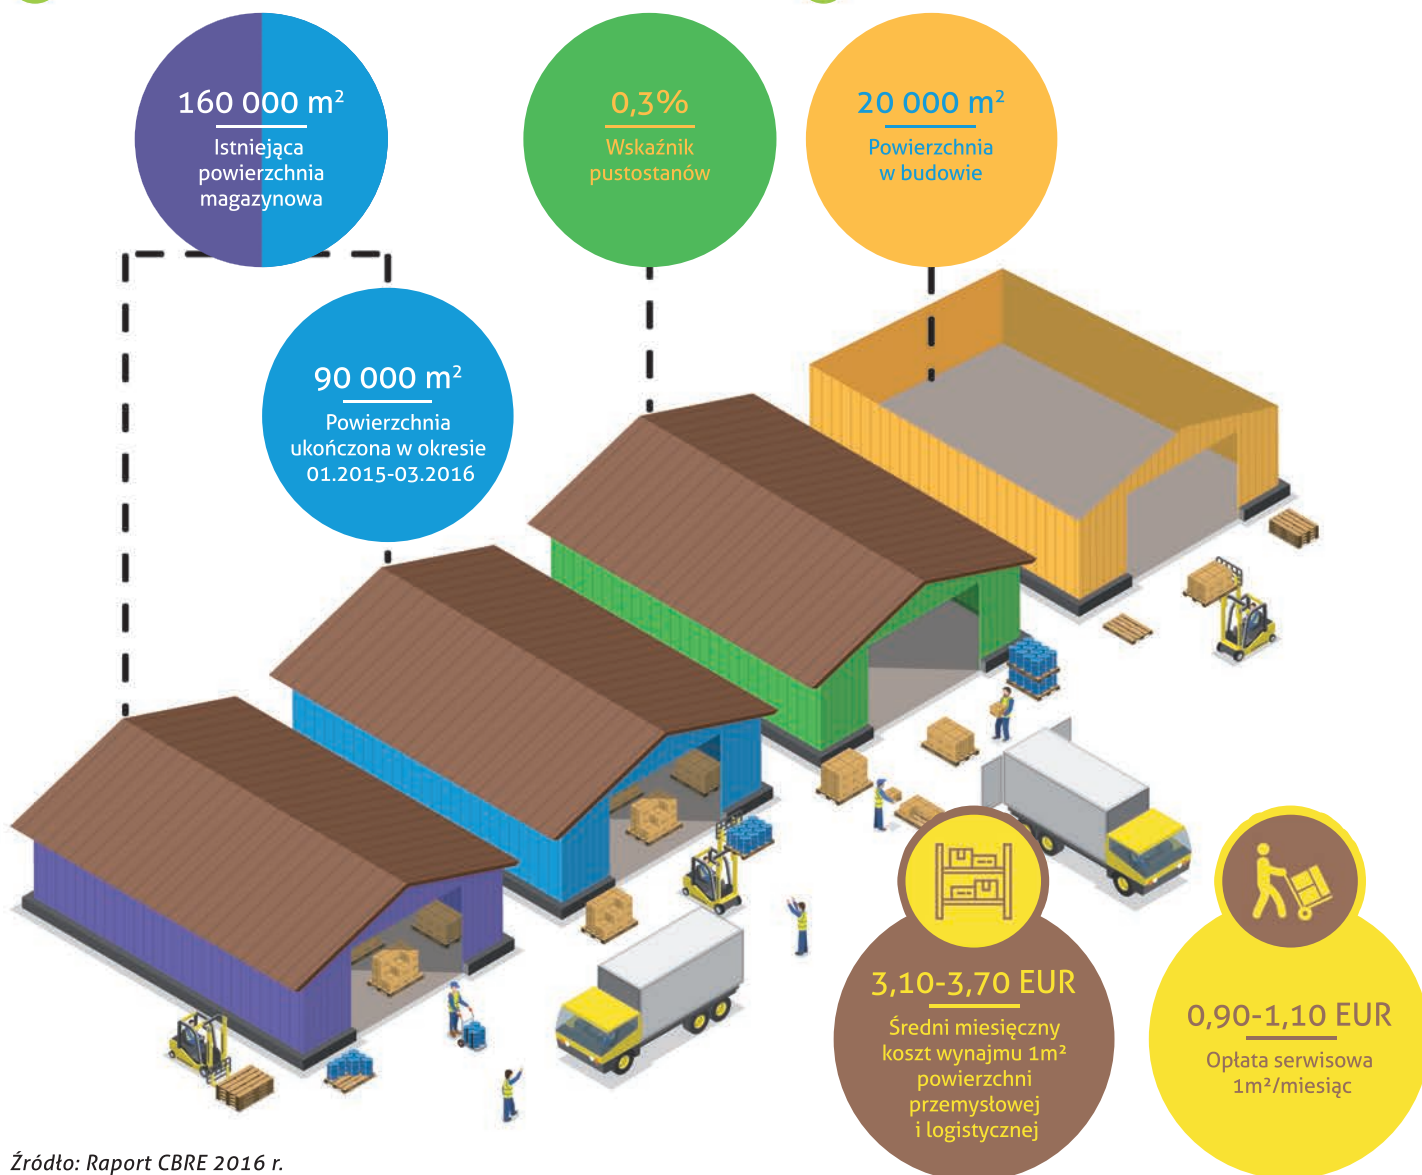 160 000 m²
Istniejąca
powierzchnia
magazynowa
0,3%
Wskaźnik
pustostanów
20 000 m²
Powierzchnia
w budowie
90 000 m²
Powierzchnia
ukończona w okresie
01.2015-03.2016
3,10-3,70 EUR
Średni miesięczny
koszt wynajmu 1m²
powierzchni
przemysłowej
i logistycznej
0,90-1,10 EUR
Opłata serwisowa
1m²/miesiąc
Źródło: Raport CBRE 2016 r.